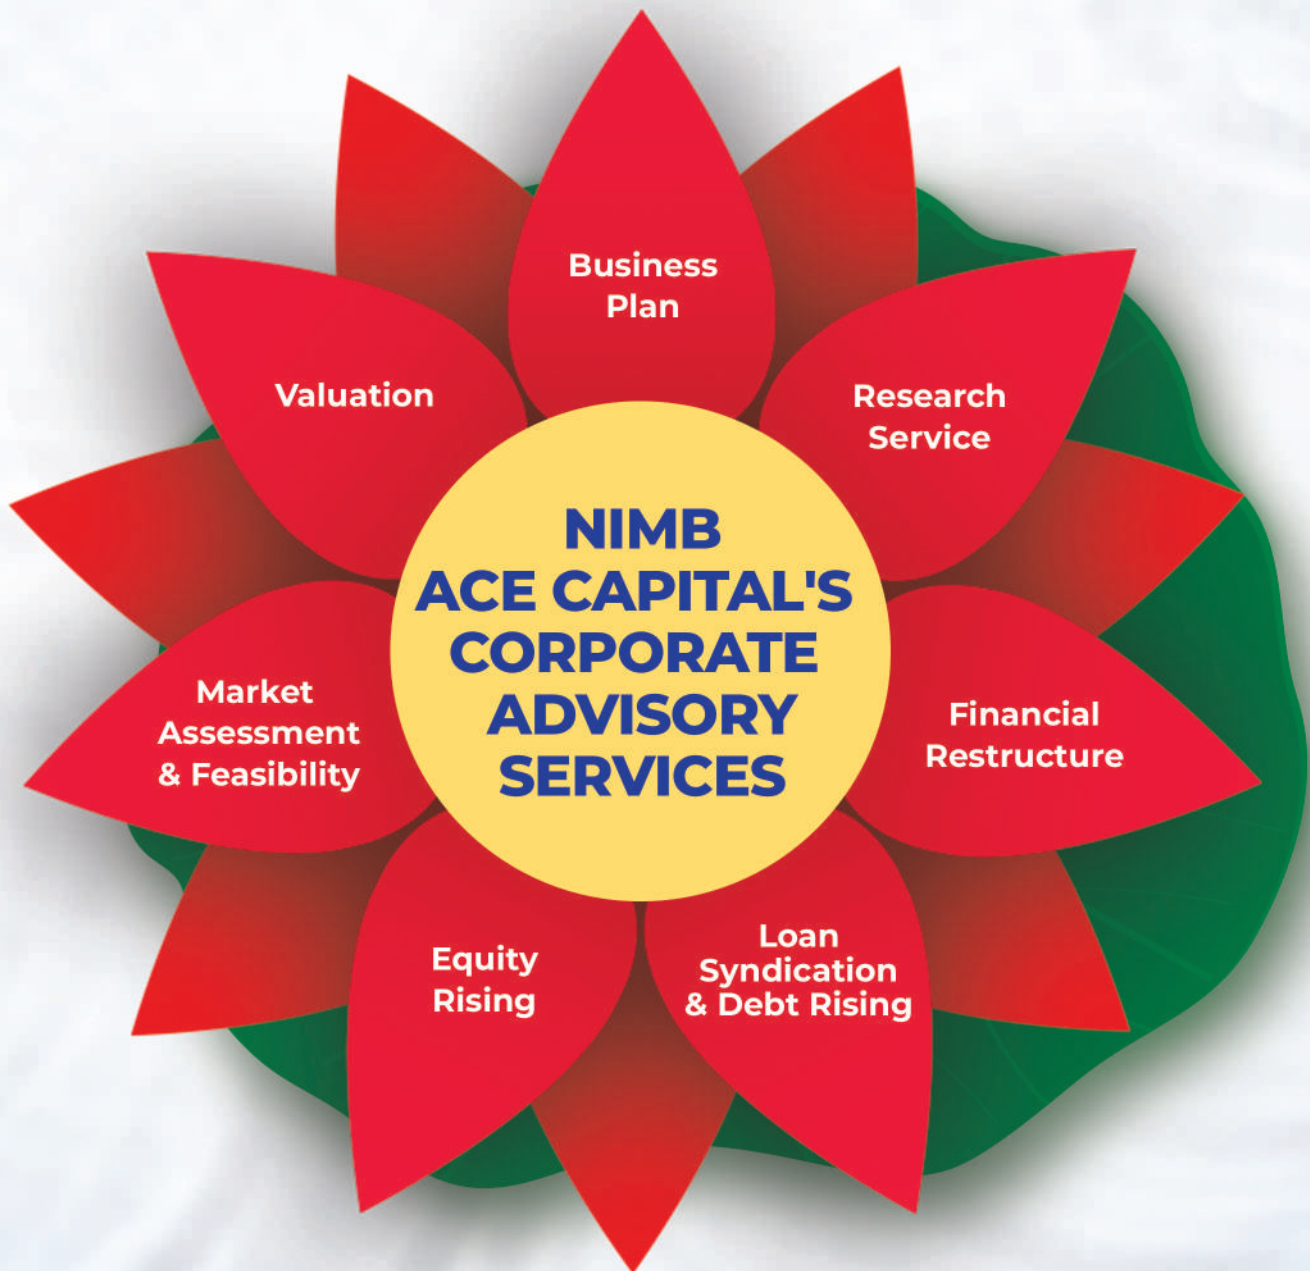 Business
Plan
Valuation
Research
Service
NIMB
ACE CAPITAL'S
CORPORATE
ADVISORY
SERVICES
Market
Assessment
& Feasibility
Financial
Restructure
Equity
Rising
Loan
Syndication
& Debt Rising